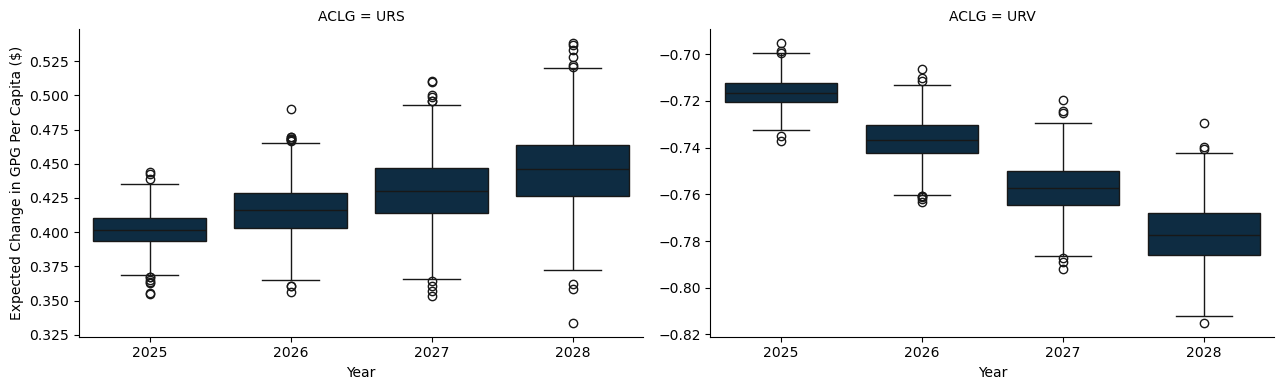 ACLG = URS
Expected Change in GPG Per Capita ($)
0.525
0.500
0.475
0.450
0.425
0.400
0.375
0.350
0.325
2025 2026 2027 2028
Year
ACLG = URV
−0.70
−0.72
−0.74
−0.76
−0.78
−0.80
−0.82
2025 2026 2027 2028
Year